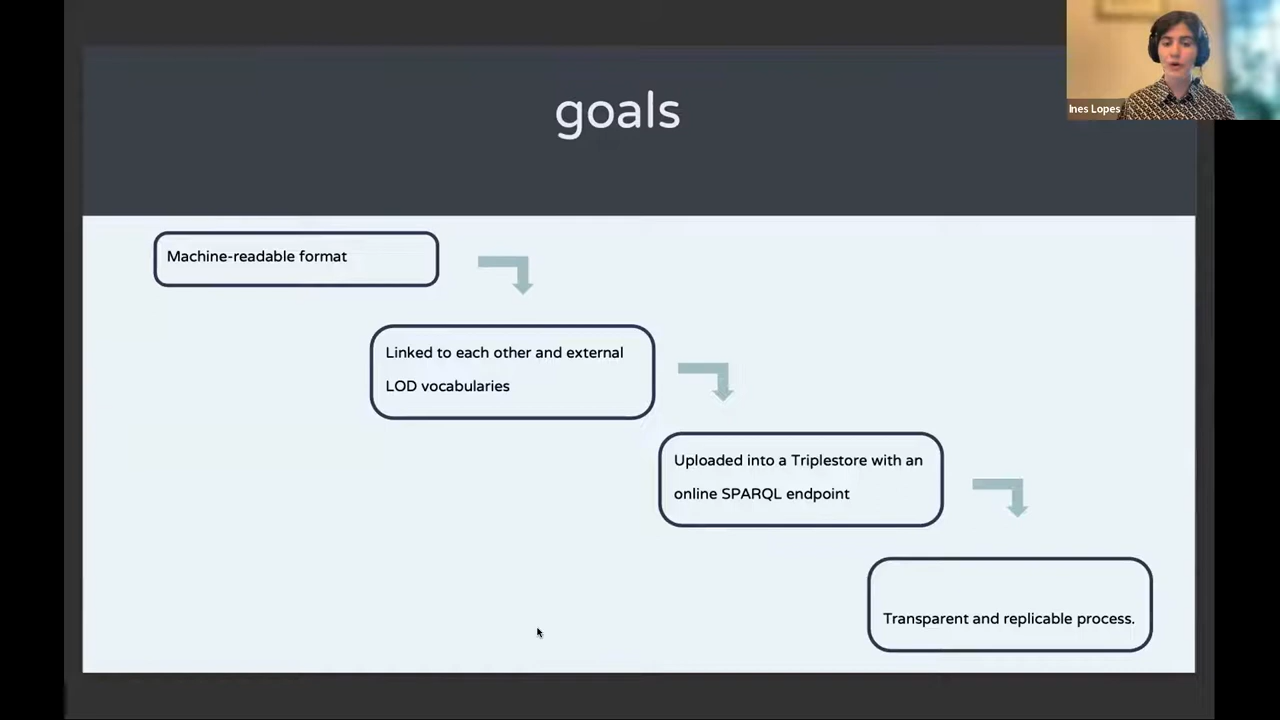 goals
Ines Lopes
Machine-readable format
Linked to each other and external
LOD vocabularies
Uploaded into a Triplestore with an
online SPARQL endpoint
Transparent and replicable process.